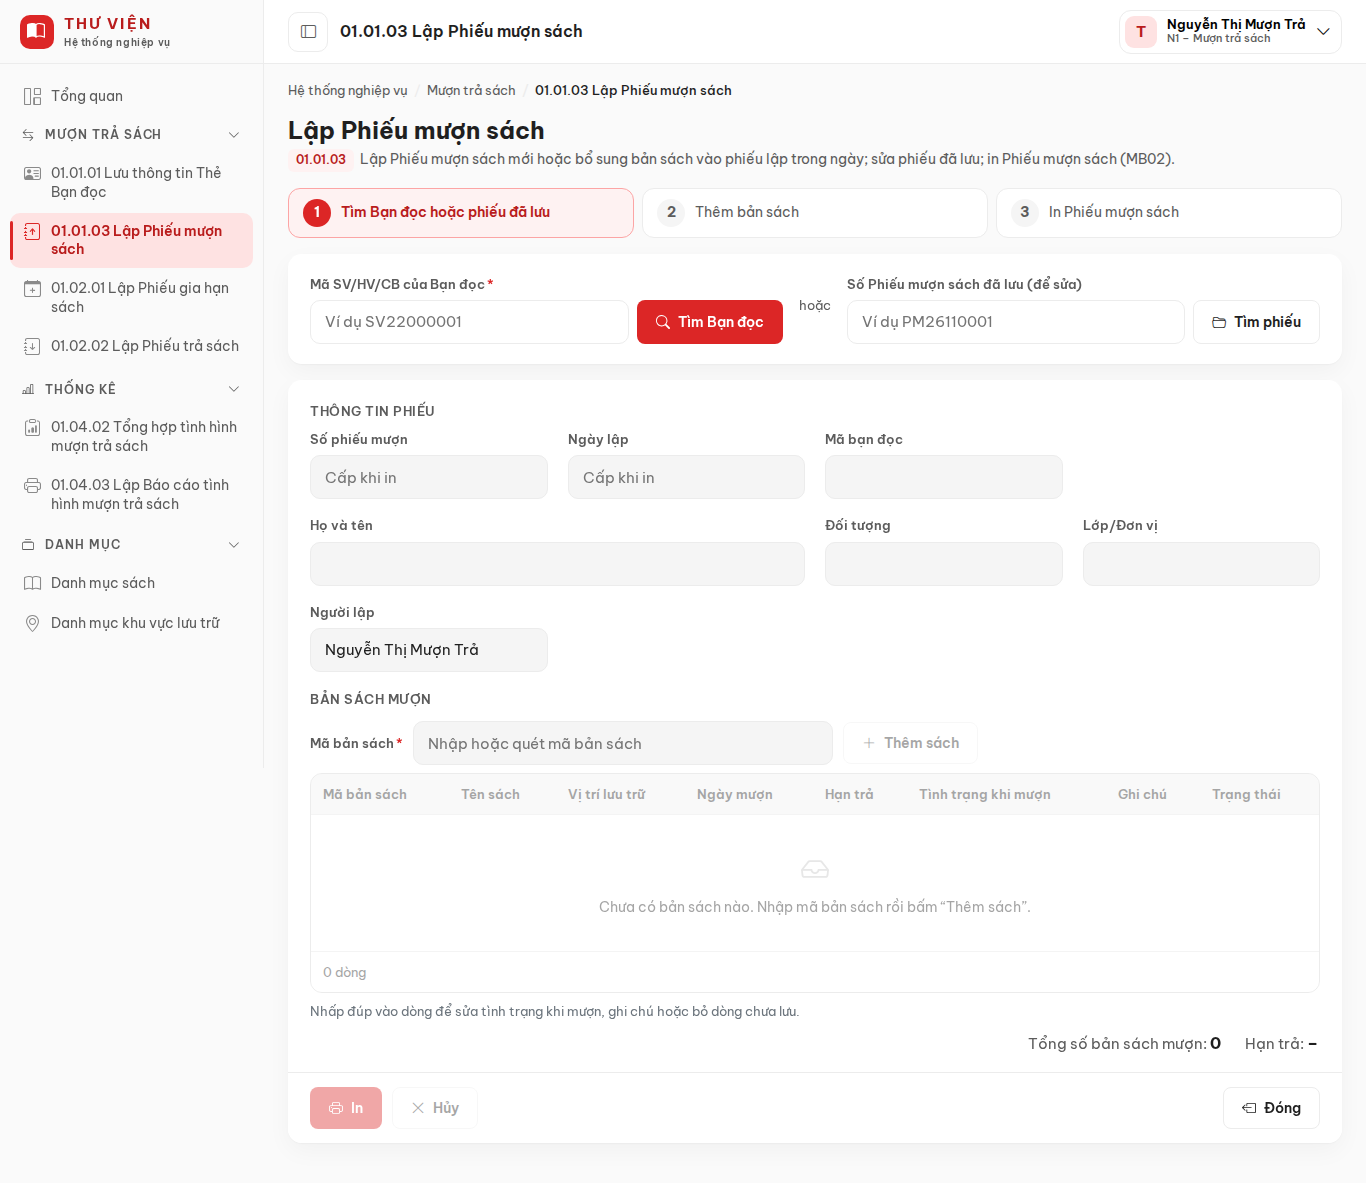 THƯ VIỆN
Hệ thống nghiệp vụ
01.01.03 Lập Phiếu mượn sách
T
Nguyễn Thị Mượn Trả
N1 – Mượn trả sách
Tổng quan
MƯỢN TRẢ SÁCH
01.01.01 Lưu thông tin Thẻ
Bạn đọc
01.01.03 Lập Phiếu mượn
sách
01.02.01 Lập Phiếu gia hạn
sách
01.02.02 Lập Phiếu trả sách
THỐNG KÊ
01.04.02 Tổng hợp tình hình
mượn trả sách
01.04.03 Lập Báo cáo tình
hình mượn trả sách
DANH MỤC
Danh mục sách
Danh mục khu vực lưu trữ
Hệ thống nghiệp vụ / Mượn trả sách / 01.01.03 Lập Phiếu mượn sách
Lập Phiếu mượn sách
01.01.03 Lập Phiếu mượn sách mới hoặc bổ sung bản sách vào phiếu lập trong ngày; sửa phiếu đã lưu; in Phiếu mượn sách (MB02).
1 Tìm Bạn đọc hoặc phiếu đã lưu
2 Thêm bản sách
3 In Phiếu mượn sách
Mã SV/HV/CB của Bạn đọc *
Ví dụ SV22000001
Tìm Bạn đọc
hoặc
Số Phiếu mượn sách đã lưu (để sửa)
Ví dụ PM26110001
Tìm phiếu
THÔNG TIN PHIẾU
Số phiếu mượn
Cấp khi in
Ngày lập
Cấp khi in
Mã bạn đọc
Họ và tên
Đối tượng
Lớp/Đơn vị
Người lập
Nguyễn Thị Mượn Trả
BẢN SÁCH MƯỢN
Mã bản sách *
Nhập hoặc quét mã bản sách
Thêm sách
Mã bản sách Tên sách Vị trí lưu trữ Ngày mượn Hạn trả Tình trạng khi mượn Ghi chú Trạng thái
Chưa có bản sách nào. Nhập mã bản sách rồi bấm “Thêm sách”.
0 dòng
Nhấp đúp vào dòng để sửa tình trạng khi mượn, ghi chú hoặc bỏ dòng chưa lưu.
Tổng số bản sách mượn: 0 Hạn trả: –
In
Hủy
Đóng